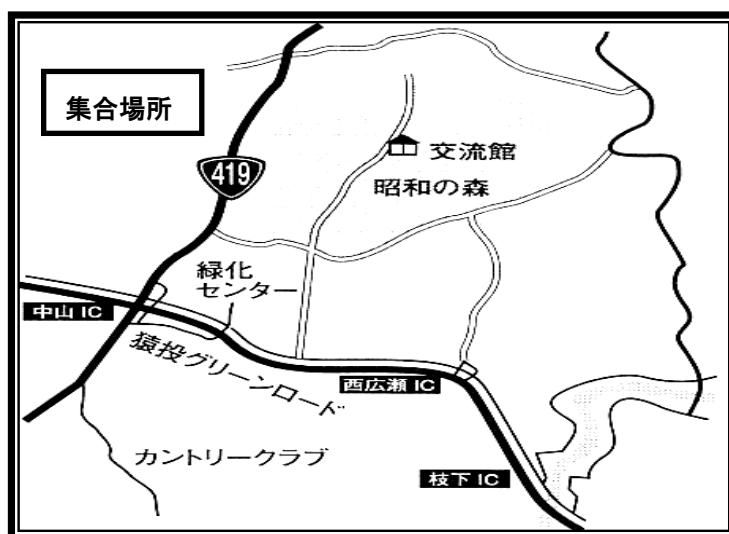 集合場所
419
交流館
昭和の森
緑化
センター
中山 IC
猿投グリーンロード
西広瀬 IC
カントリークラブ
枝下 IC